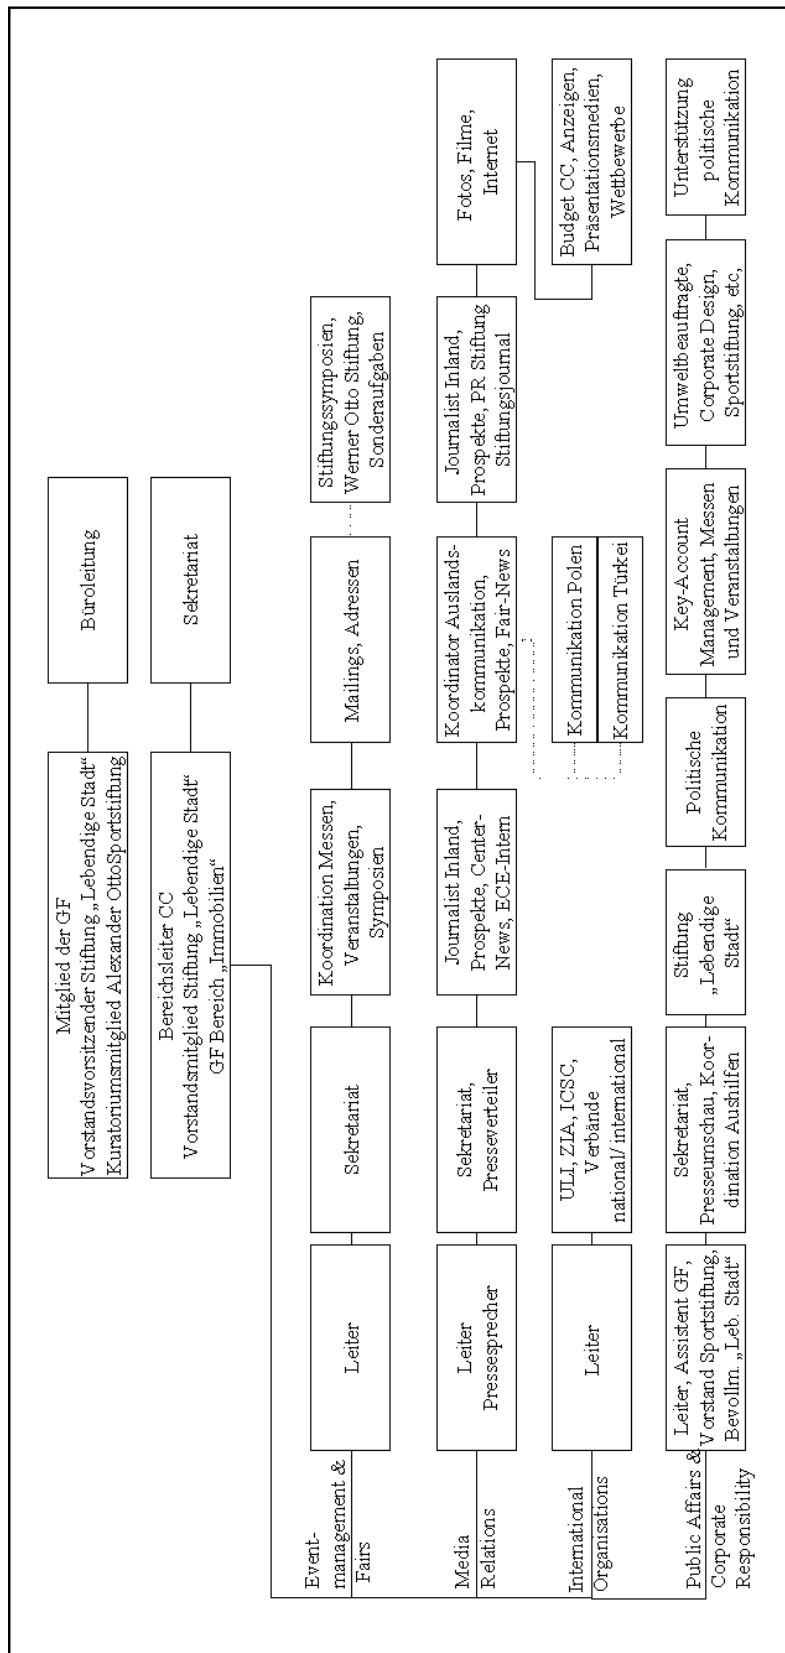 Mitglied der GF
Vorstandsvorsitzender Stiftung „Lebendige Stadt“
Kuratoriumsmitglied Alexander OttoSportstiftung
Büroleitung
Bereichsleiter CC
Vorstandsmitglied Stiftung „Lebendige Stadt“
GF Bereich „Immobilien“
Sekretariat
Event-
management &
Fairs
Leiter
Sekretariat
Koordination Messen,
Veranstaltungen,
Symposien
Mailings, Adressen
Stiftungssymposien,
Werner Otto Stiftung,
Sonderaufgaben
Media
Relations
Leiter
Pressesprecher
Sekretariat,
Presseverteiler
Journalist Inland,
Prospekte, Center-
News, ECE-Intern
Koordinator Auslands-
kommunikation,
Prospekte, Fair-News
Journalist Inland,
Prospekte, PR Stiftung
Stiftungsjournal
Fotos, Filme,
Internet
International
Organisations
Leiter
ULI, ZIA, ICSC,
Verbände
national/ international
Kommunikation Polen
Kommunikation Türkei
Budget CC, Anzeigen,
Präsentationsmedien,
Wettbewerbe
Public Affairs &
Corporate
Responsibility
Leiter, Assistent GF,
Vorstand Sportstiftung,
Bevollm. „Leb. Stadt“
Sekretariat,
Presseumschau, Koor-
dination Aushilfen
Stiftung
„Lebendige
Stadt“
Politische
Kommunikation
Key-Account
Management, Messen
und Veranstaltungen
Umweltbeauftragte,
Corporate Design,
Sportstiftung, etc,
Unterstützung
politische
Kommunikation